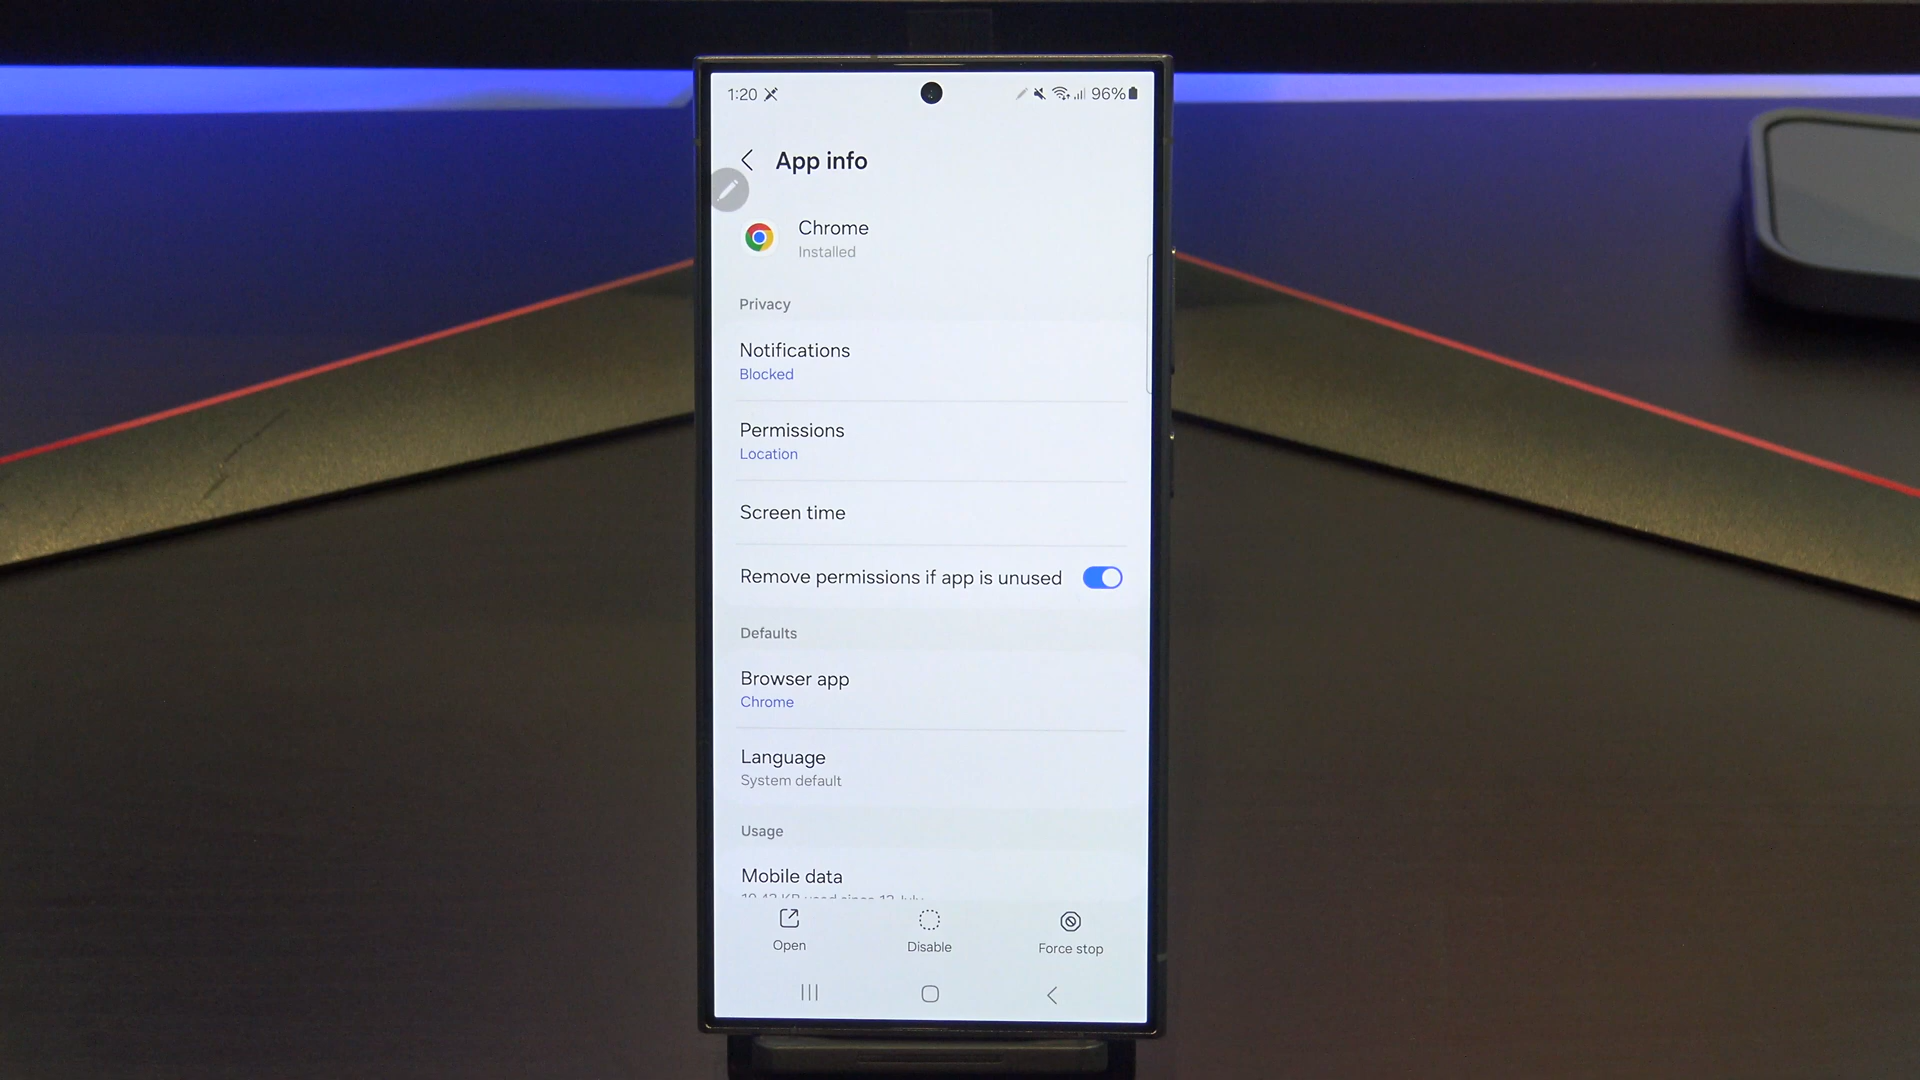 1:20 96%
App info
Chrome
Installed
Privacy
Notifications
Blocked
Permissions
Location
Screen time
Remove permissions if app is unused
Defaults
Browser app
Chrome
Language
System default
Usage
Mobile data
Open Disable Force stop